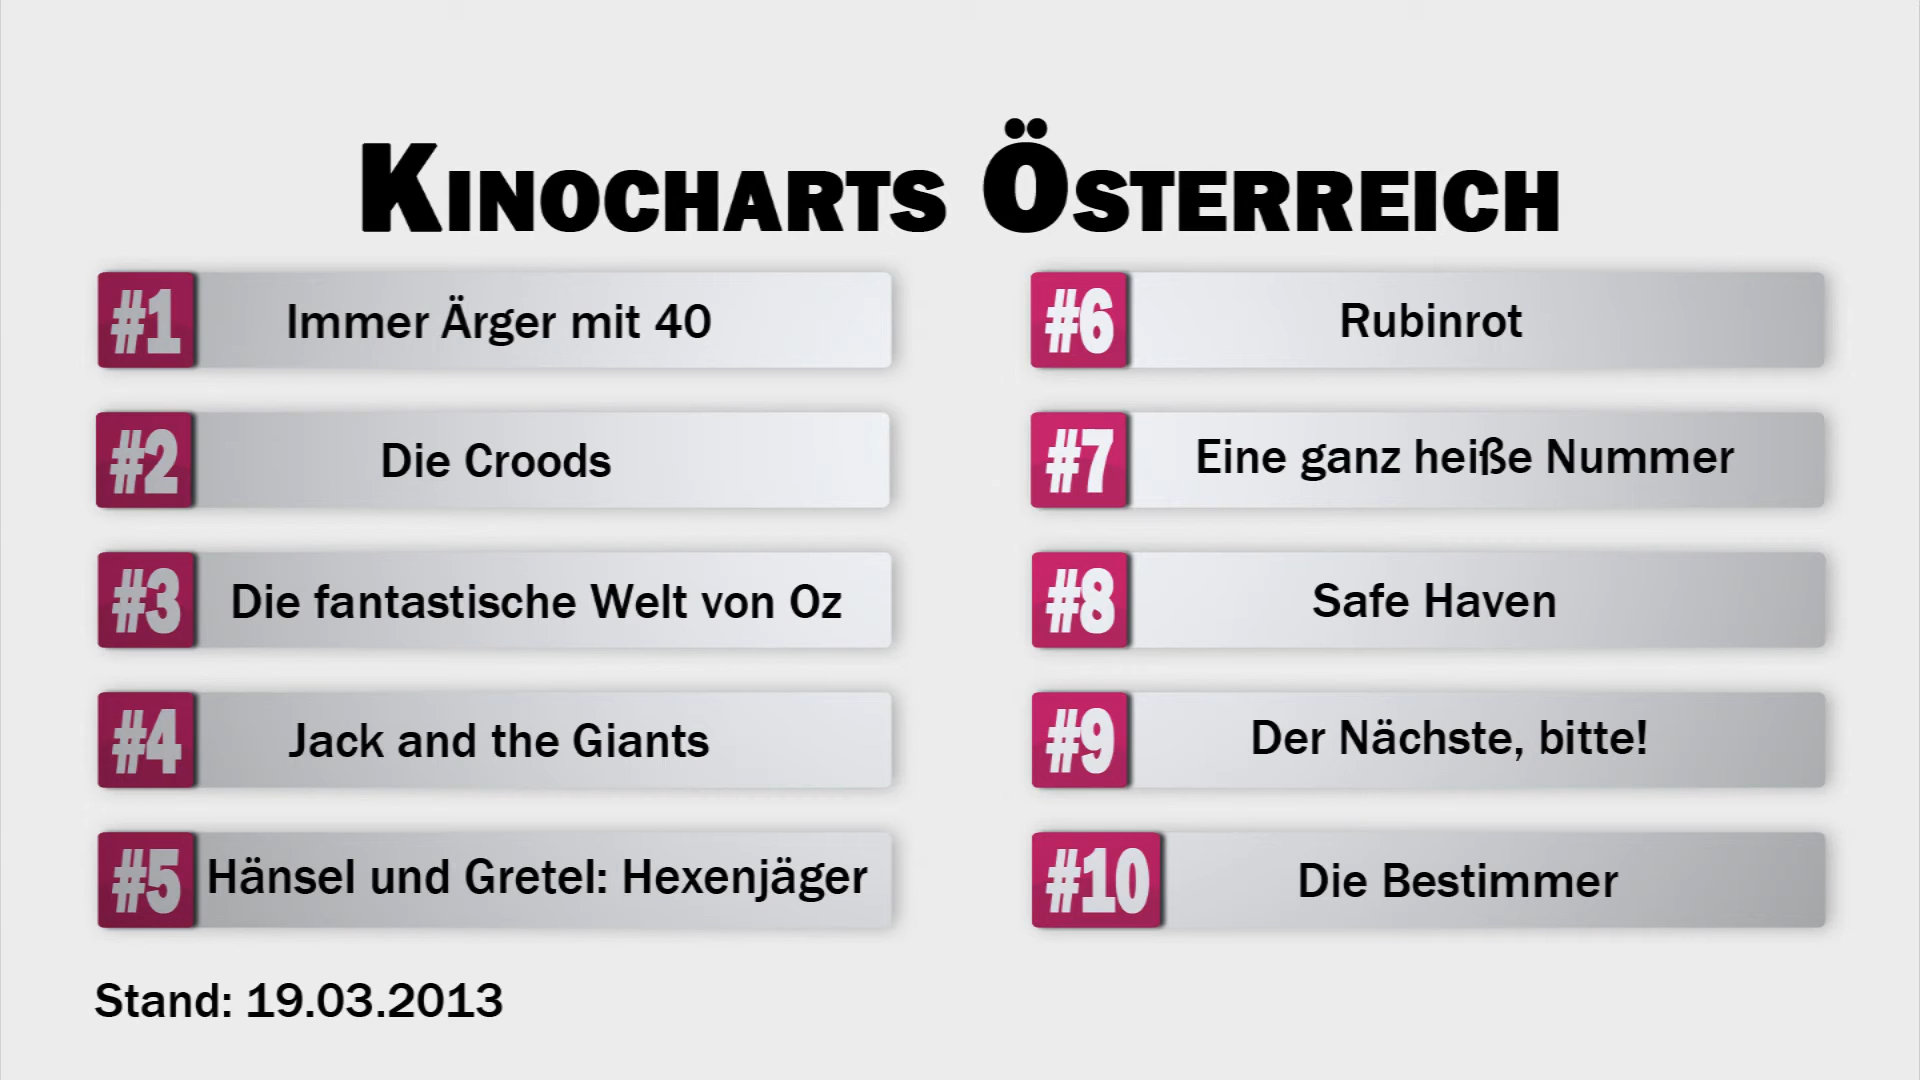 Kinocharts Österreich
#1 Immer Ärger mit 40
#2 Die Croods
#3 Die fantastische Welt von Oz
#4 Jack and the Giants
#5 Hänsel und Gretel: Hexenjäger
#6 Rubinrot
#7 Eine ganz heiße Nummer
#8 Safe Haven
#9 Der Nächste, bitte!
#10 Die Bestimmer
Stand: 19.03.2013